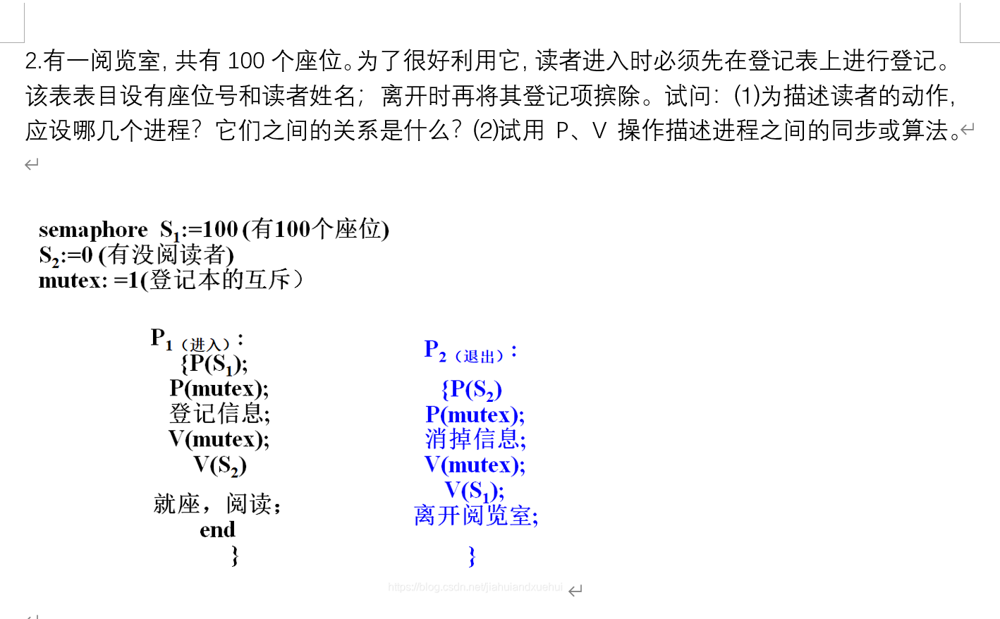 2.有一阅览室, 共有 100 个座位。为了很好利用它, 读者进入时必须先在登记表上进行登记。
该表表目设有座位号和读者姓名；离开时再将其登记项摈除。试问：(1)为描述读者的动作,
应设哪几个进程？它们之间的关系是什么？(2)试用 P、V 操作描述进程之间的同步或算法。↵
↵
semaphore S1:=100 (有100个座位)
S2:=0 (有没阅读者)
mutex: =1(登记本的互斥）
P1（进入）:
{P(S1);
P(mutex);
登记信息;
V(mutex);
V(S2)
就座，阅读；
end
}
P2（退出）:
{P(S2)
P(mutex);
消掉信息;
V(mutex);
V(S1);
离开阅览室;
}
https://blog.csdn.net/jiahuiandxuehui ↵